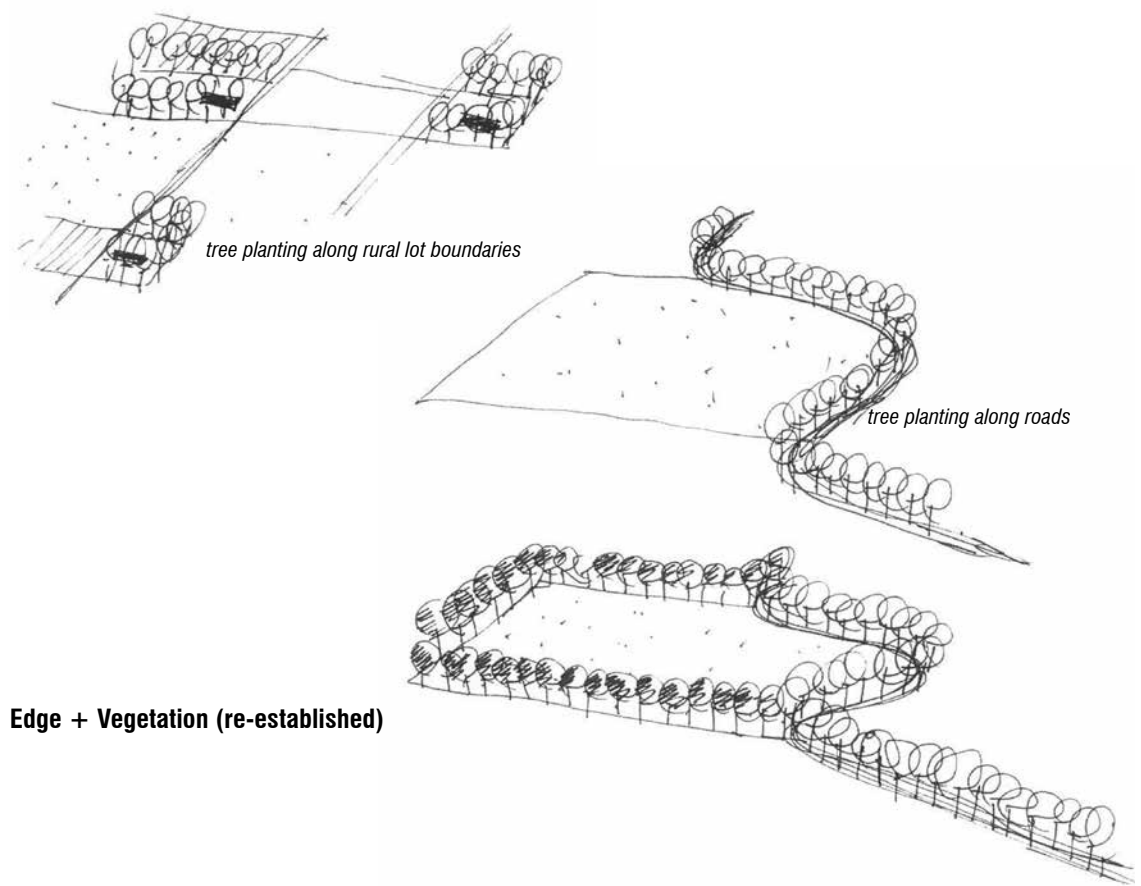 tree planting along rural lot boundaries
tree planting along roads
Edge + Vegetation (re-established)